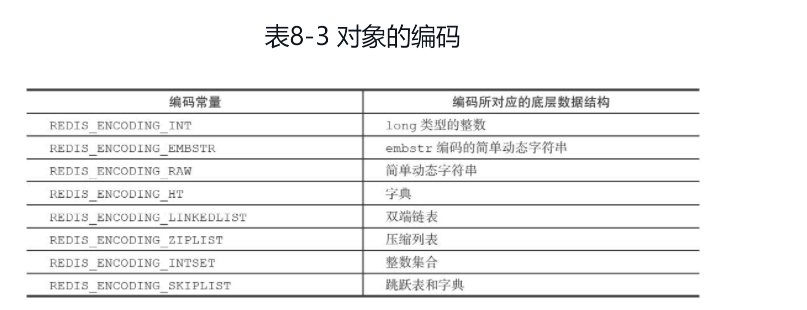 表8-3 对象的编码
编码常量 编码所对应的底层数据结构
REDIS_ENCODING_INT long 类型的整数
REDIS_ENCODING_EMBSTR embstr 编码的简单动态字符串
REDIS_ENCODING_RAW 简单动态字符串
REDIS_ENCODING_HT 字典
REDIS_ENCODING_LINKEDLIST 双端链表
REDIS_ENCODING_ZIPLIST 压缩列表
REDIS_ENCODING_INTSET 整数集合
REDIS_ENCODING_SKIPLIST 跳跃表和字典